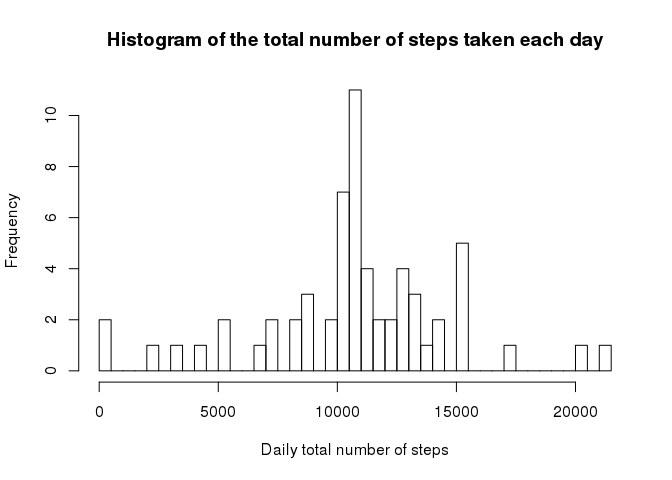 Histogram of the total number of steps taken each day
Frequency
10
8
6
4
2
0
0 5000 10000 15000 20000
Daily total number of steps